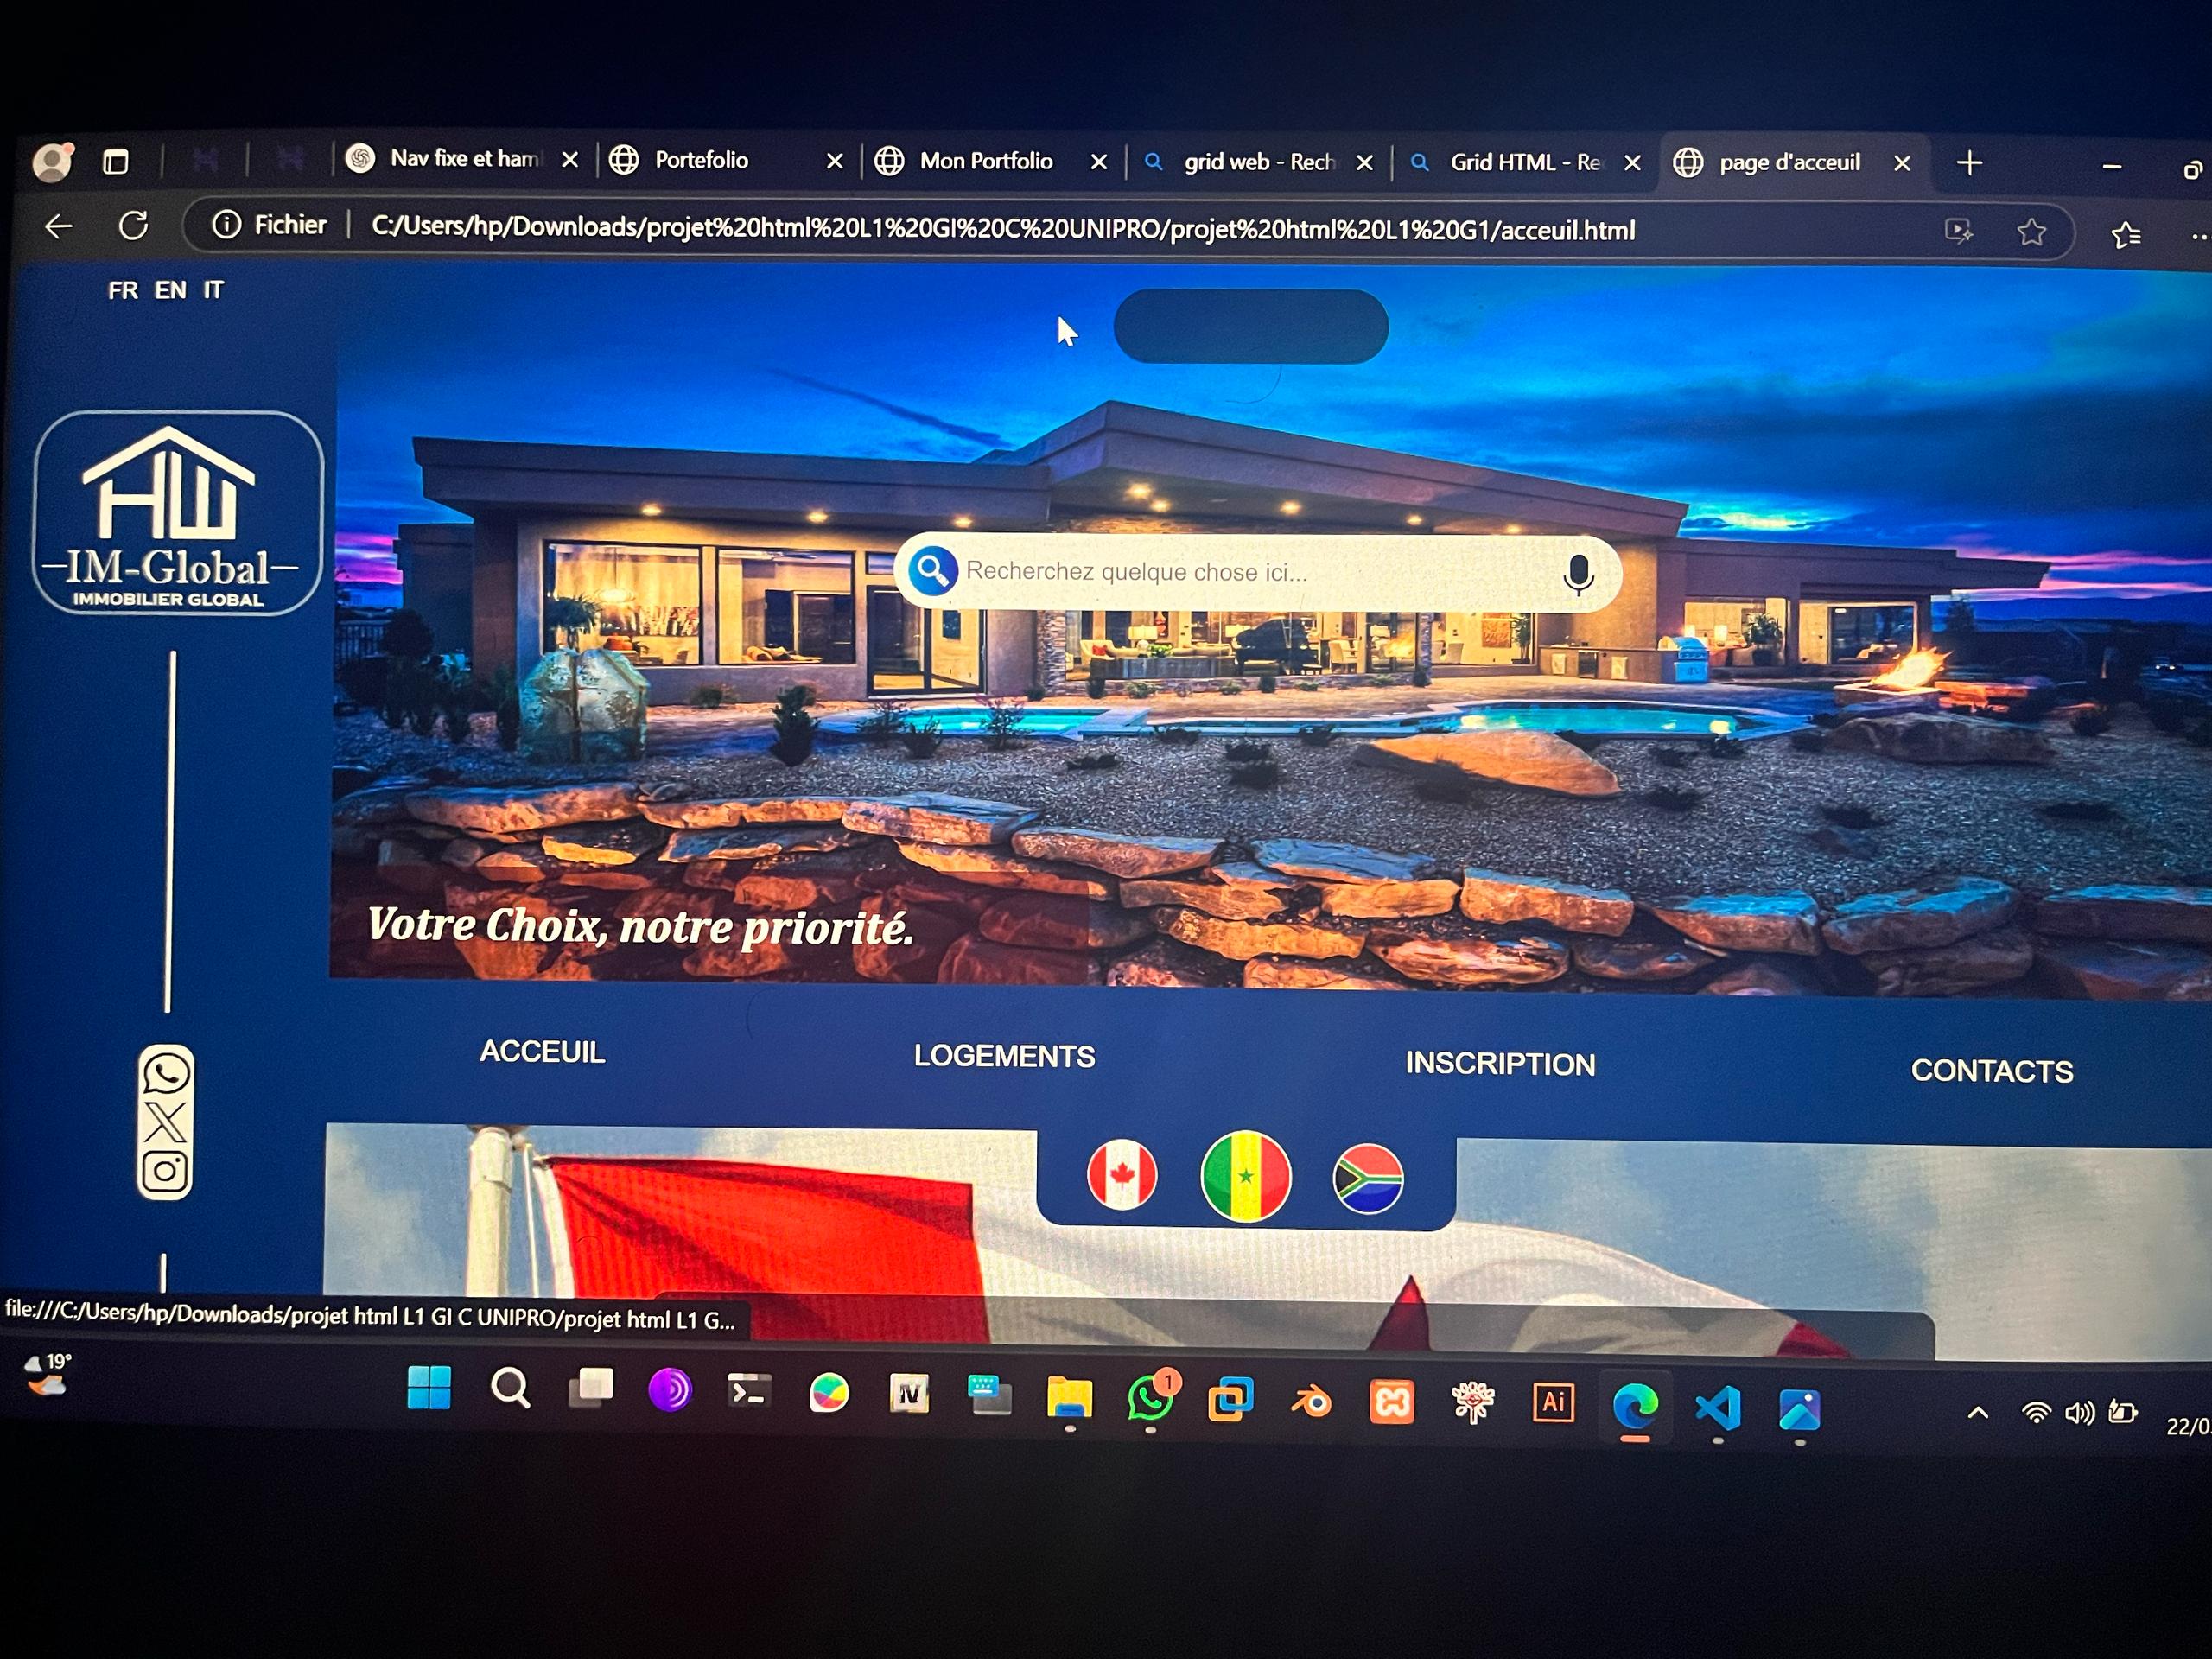 Nav fixe et ham
Portefolio
Mon Portfolio
grid web - Rech
Grid HTML - Re
page d'acceuil
Fichier
C:/Users/hp/Downloads/projet%20html%20L1%20GI%20C%20UNIPRO/projet%20html%20L1%20G1/acceuil.html
FR EN IT
HW
-IM-Global-
IMMOBILIER GLOBAL
Recherchez quelque chose ici...
Votre Choix, notre priorité.
ACCEUIL
LOGEMENTS
INSCRIPTION
CONTACTS
file:///C:/Users/hp/Downloads/projet html L1 GI C UNIPRO/projet html L1 G...
19°
1
Ai
22/0